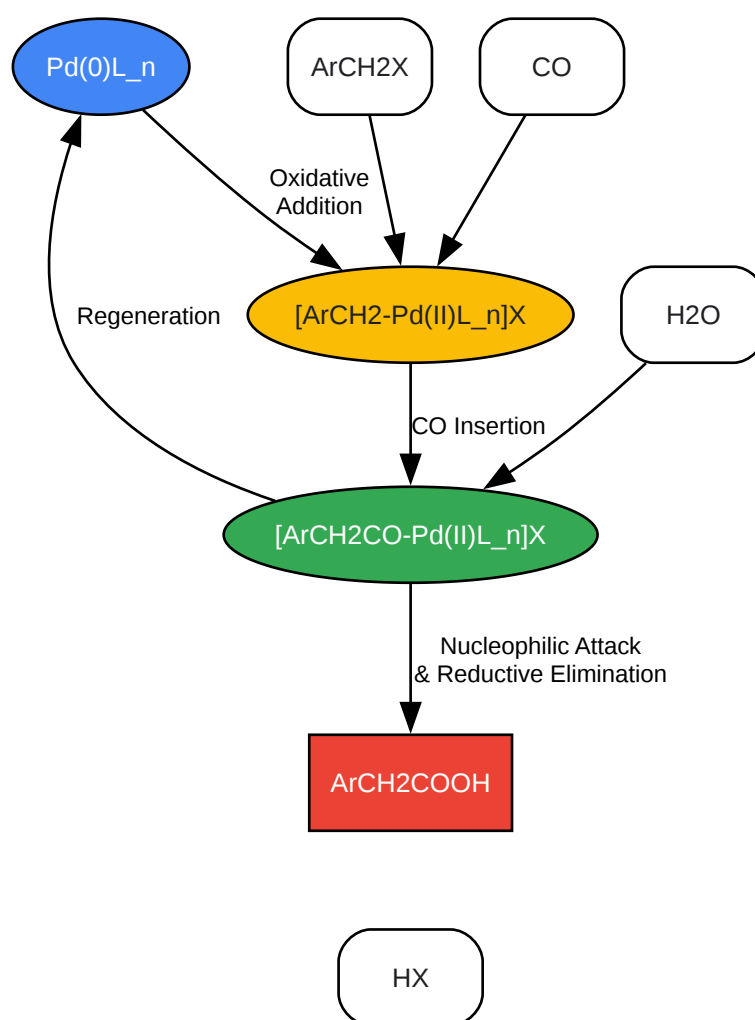 Pd(0)L_n
ArCH2X
CO
Oxidative
Addition
Regeneration
[ArCH2-Pd(II)L_n]X
H2O
CO Insertion
[ArCH2CO-Pd(II)L_n]X
Nucleophilic Attack
& Reductive Elimination
ArCH2COOH
HX